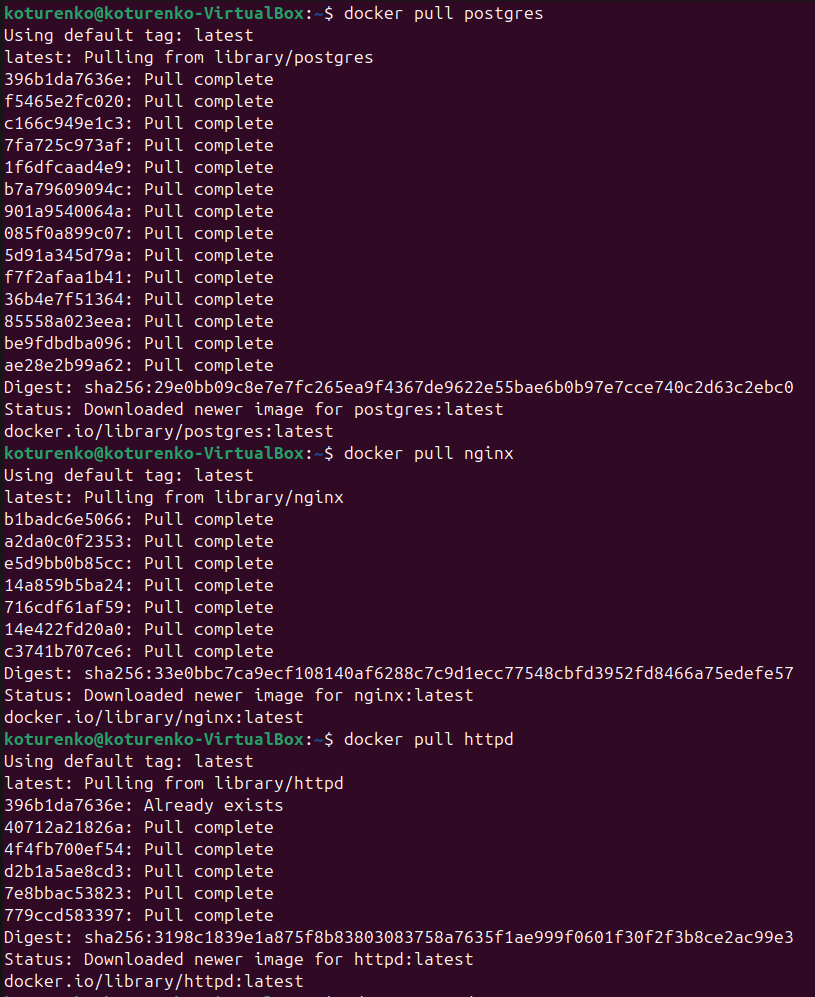 koturenko@koturenko-VirtualBox:~$ docker pull postgres
Using default tag: latest
latest: Pulling from library/postgres
396b1da7636e: Pull complete
f5465e2fc020: Pull complete
c166c949e1c3: Pull complete
7fa725c973af: Pull complete
1f6dfcaad4e9: Pull complete
b7a79609094c: Pull complete
901a9540064a: Pull complete
085f0a899c07: Pull complete
5d91a345d79a: Pull complete
f7f2afaa1b41: Pull complete
36b4e7f51364: Pull complete
85558a023eea: Pull complete
be9fdbdba096: Pull complete
ae28e2b99a62: Pull complete
Digest: sha256:29e0bb09c8e7e7fc265ea9f4367de9622e55bae6b0b97e7cce740c2d63c2ebc0
Status: Downloaded newer image for postgres:latest
docker.io/library/postgres:latest
koturenko@koturenko-VirtualBox:~$ docker pull nginx
Using default tag: latest
latest: Pulling from library/nginx
b1badc6e5066: Pull complete
a2da0c0f2353: Pull complete
e5d9bb0b85cc: Pull complete
14a859b5ba24: Pull complete
716cdf61af59: Pull complete
14e422fd20a0: Pull complete
c3741b707ce6: Pull complete
Digest: sha256:33e0bbc7ca9ecf108140af6288c7c9d1ecc77548cbfd3952fd8466a75edefe57
Status: Downloaded newer image for nginx:latest
docker.io/library/nginx:latest
koturenko@koturenko-VirtualBox:~$ docker pull httpd
Using default tag: latest
latest: Pulling from library/httpd
396b1da7636e: Already exists
40712a21826a: Pull complete
4f4fb700ef54: Pull complete
d2b1a5ae8cd3: Pull complete
7e8bbac53823: Pull complete
779ccd583397: Pull complete
Digest: sha256:3198c1839e1a875f8b83803083758a7635f1ae999f0601f30f2f3b8ce2ac99e3
Status: Downloaded newer image for httpd:latest
docker.io/library/httpd:latest